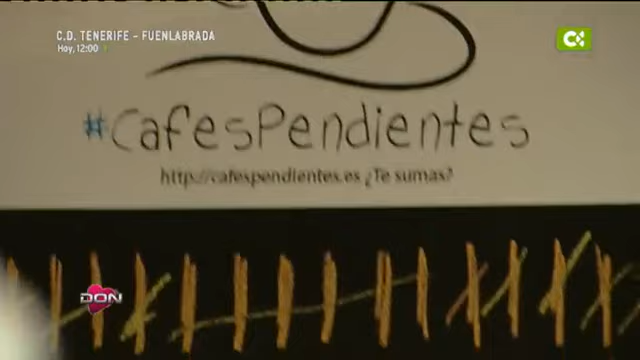 C.D. TENERIFE - FUENLABRADA
Hoy, 12:00
#CafesPendientes
http://cafespendientes.es ¿Te sumas?
DON